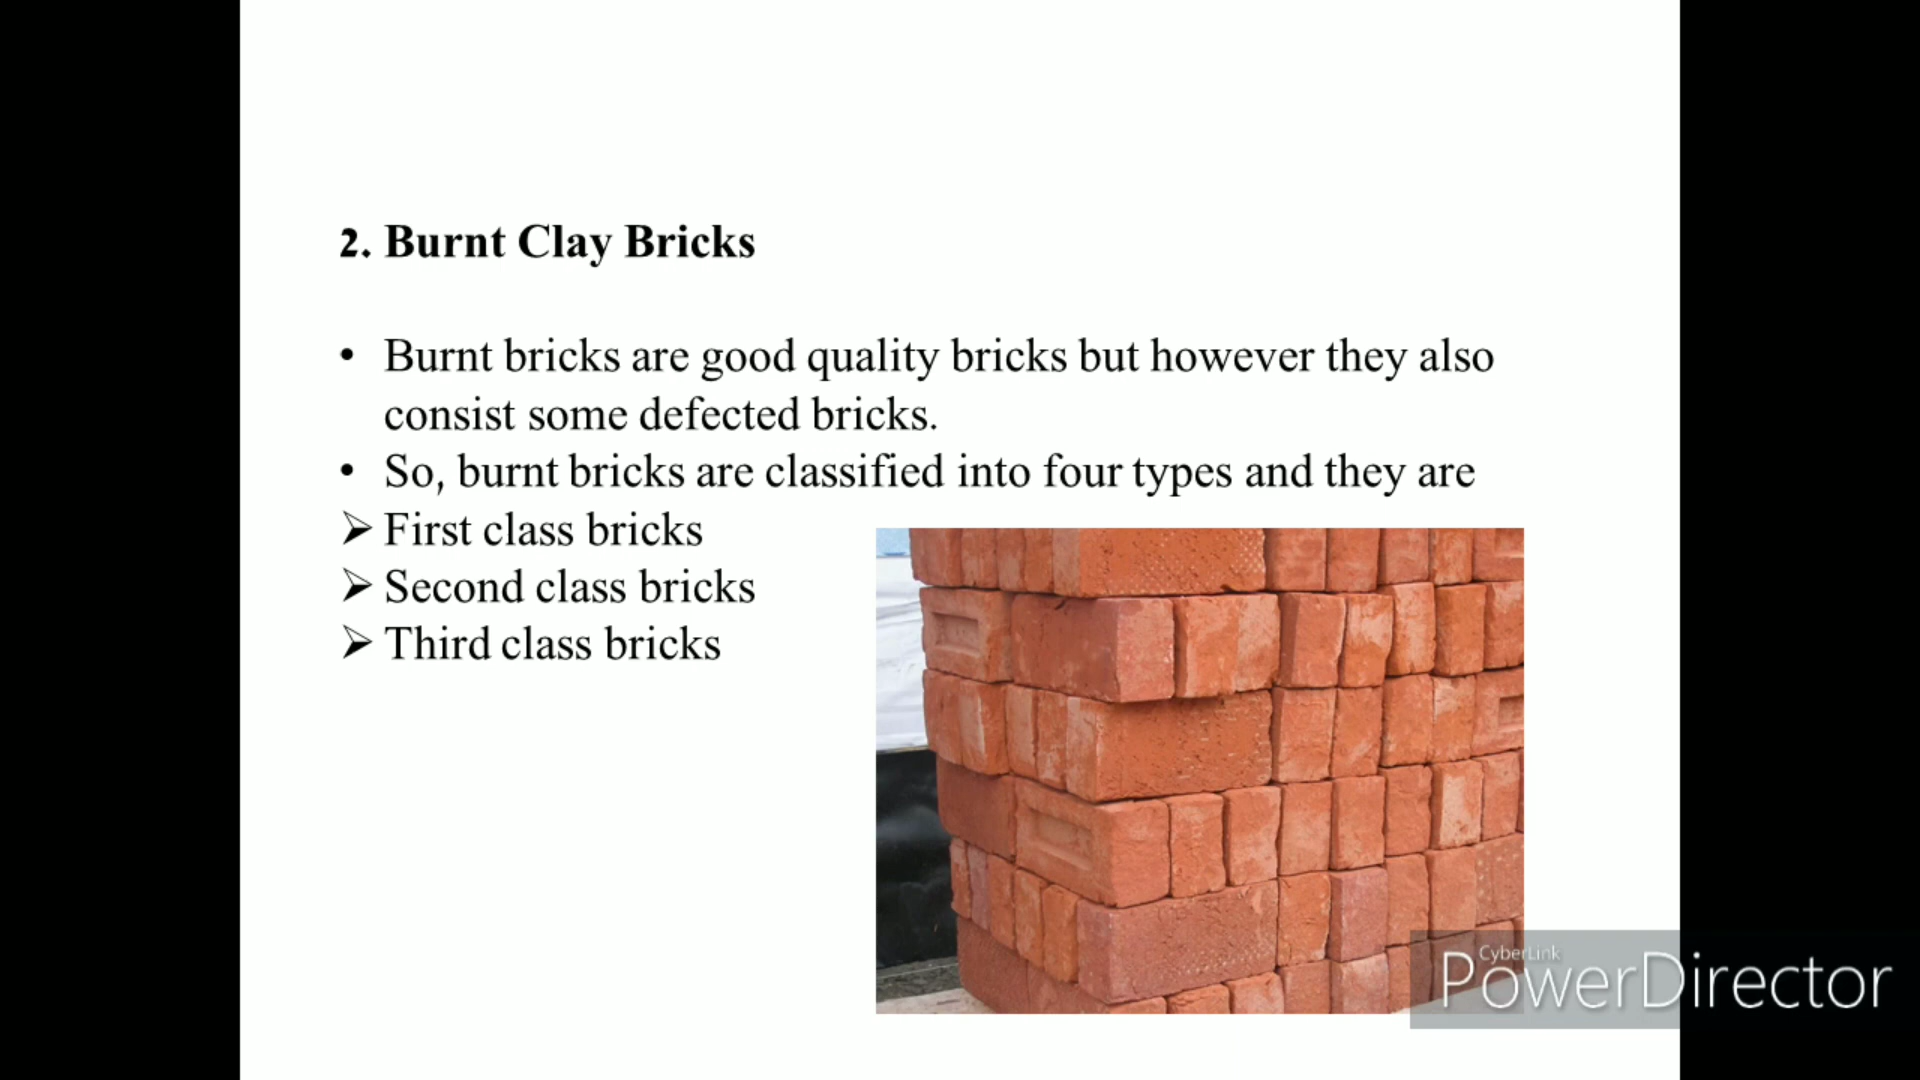 2. Burnt Clay Bricks
• Burnt bricks are good quality bricks but however they also
consist some defected bricks.
• So, burnt bricks are classified into four types and they are
➢ First class bricks
➢ Second class bricks
➢ Third class bricks
CyberLink
PowerDirector